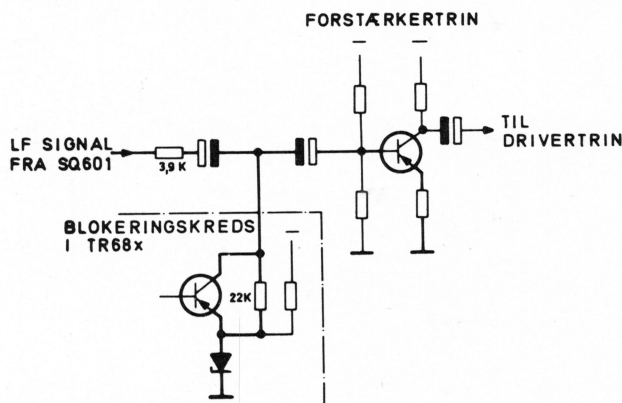 FORSTÆRKERTRIN
LF SIGNAL
FRA SQ601
3,9 K
TIL
DRIVERTRIN
BLOKERINGSKREDS
I TR68x
22K